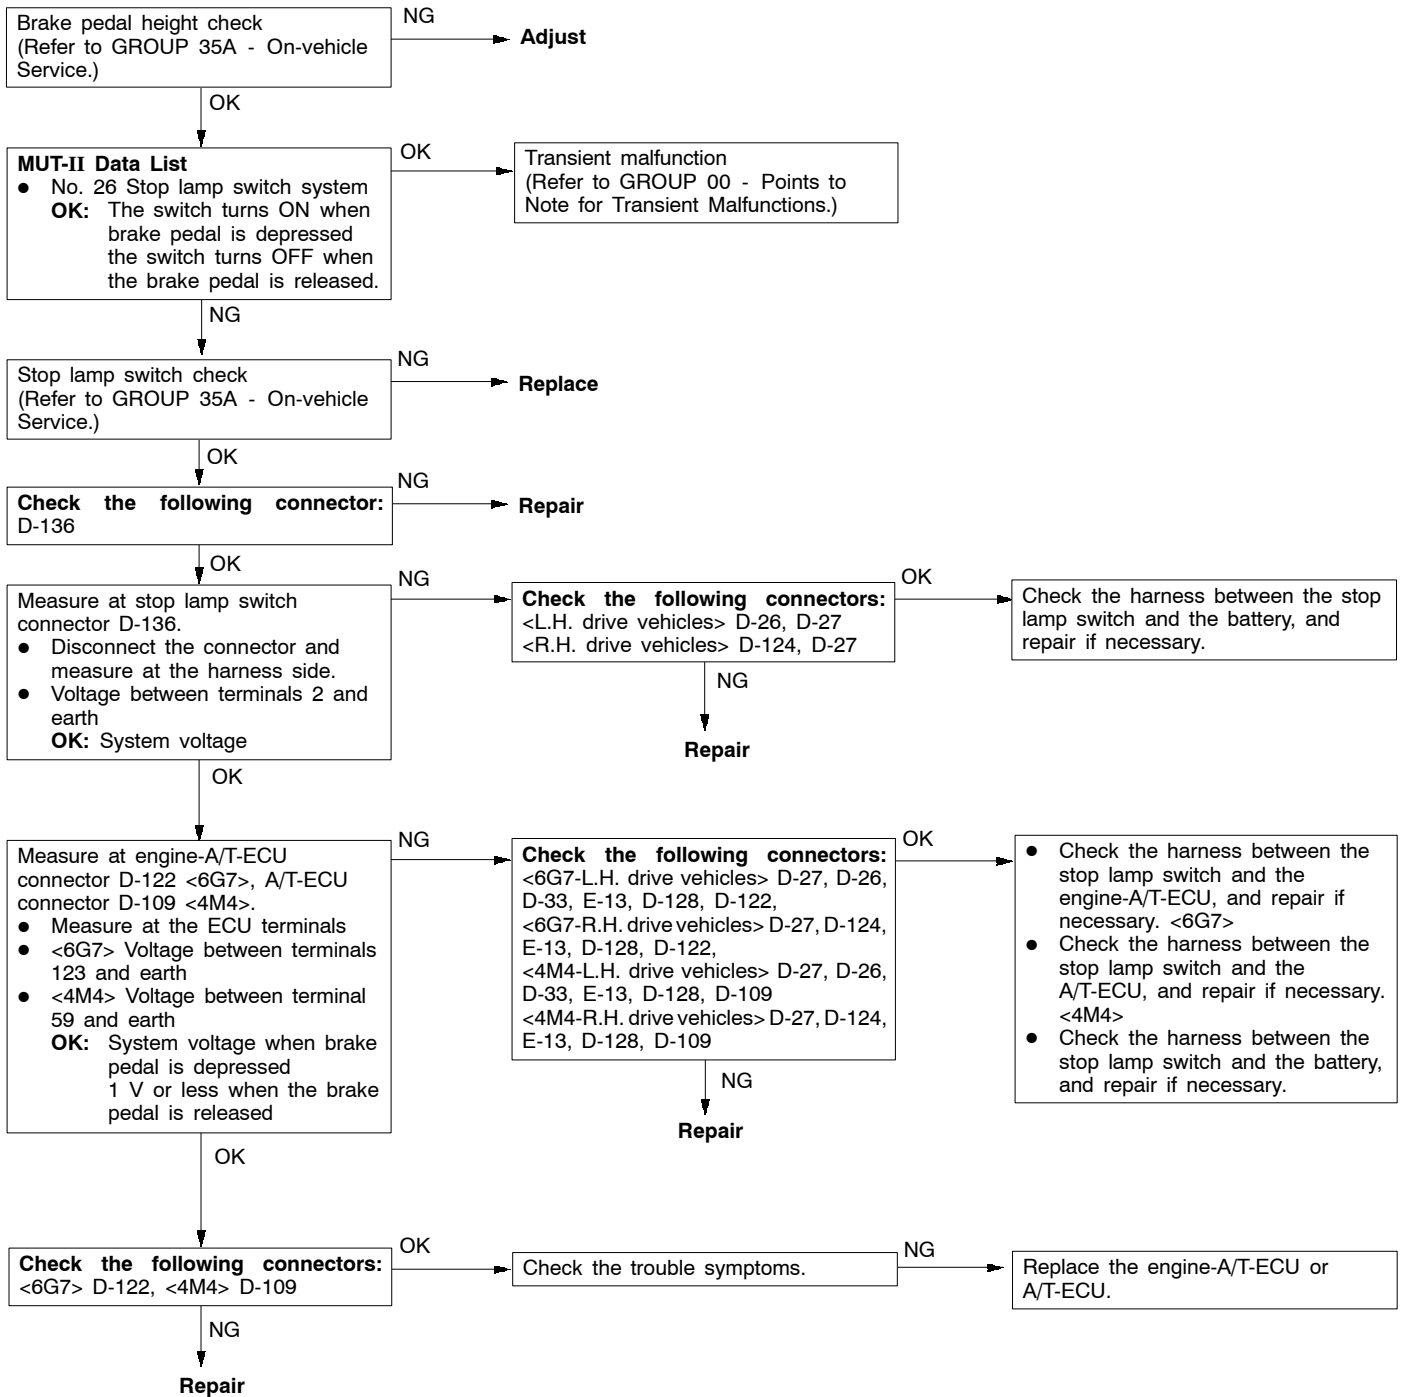 Brake pedal height check
(Refer to GROUP 35A - On-vehicle
Service.)
NG
Adjust
OK
MUT-II Data List
● No. 26 Stop lamp switch system
OK: The switch turns ON when
brake pedal is depressed
the switch turns OFF when
the brake pedal is released.
OK
Transient malfunction
(Refer to GROUP 00 - Points to
Note for Transient Malfunctions.)
NG
Stop lamp switch check
(Refer to GROUP 35A - On-vehicle
Service.)
NG
Replace
OK
Check the following connector:
D-136
NG
Repair
OK
Measure at stop lamp switch
connector D-136.
● Disconnect the connector and
measure at the harness side.
● Voltage between terminals 2 and
earth
OK: System voltage
NG
Check the following connectors:
<L.H. drive vehicles> D-26, D-27
<R.H. drive vehicles> D-124, D-27
OK
Check the harness between the stop
lamp switch and the battery, and
repair if necessary.
NG
Repair
OK
Measure at engine-A/T-ECU
connector D-122 <6G7>, A/T-ECU
connector D-109 <4M4>.
● Measure at the ECU terminals
● <6G7> Voltage between terminals
123 and earth
● <4M4> Voltage between terminal
59 and earth
OK: System voltage when brake
pedal is depressed
1 V or less when the brake
pedal is released
NG
Check the following connectors:
<6G7-L.H. drive vehicles> D-27, D-26,
D-33, E-13, D-128, D-122,
<6G7-R.H. drive vehicles> D-27, D-124,
E-13, D-128, D-122,
<4M4-L.H. drive vehicles> D-27, D-26,
D-33, E-13, D-128, D-109
<4M4-R.H. drive vehicles> D-27, D-124,
E-13, D-128, D-109
OK
● Check the harness between the
stop lamp switch and the
engine-A/T-ECU, and repair if
necessary. <6G7>
● Check the harness between the
stop lamp switch and the
A/T-ECU, and repair if necessary.
<4M4>
● Check the harness between the
stop lamp switch and the battery,
and repair if necessary.
NG
Repair
OK
Check the following connectors:
<6G7> D-122, <4M4> D-109
OK
Check the trouble symptoms.
NG
Replace the engine-A/T-ECU or
A/T-ECU.
NG
Repair